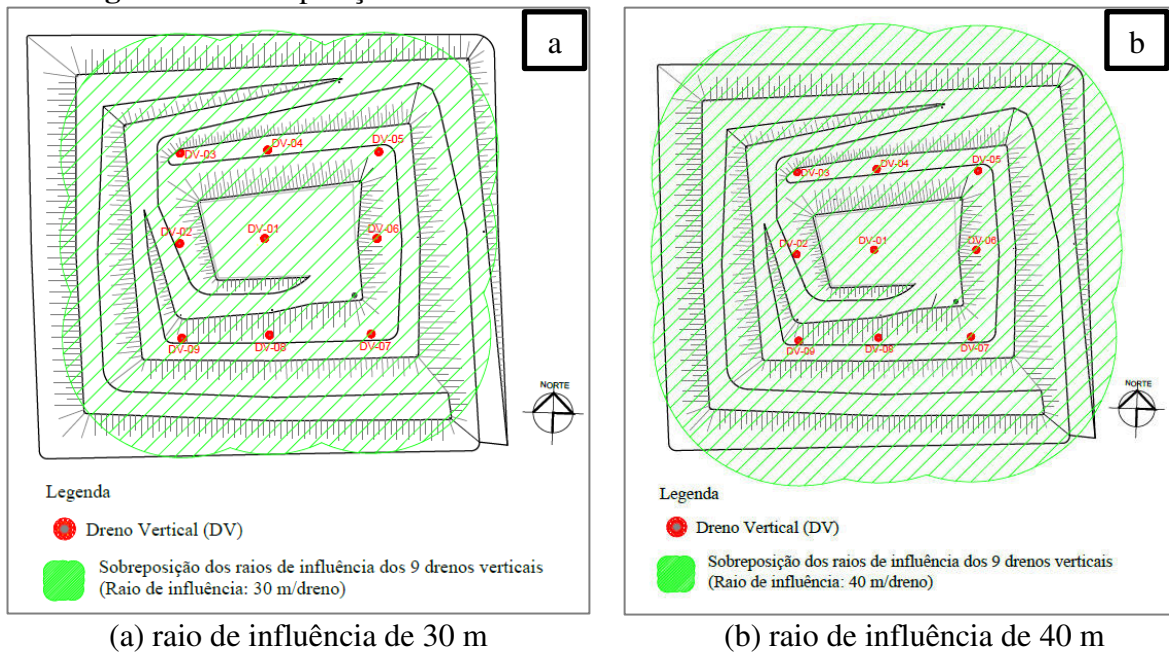 a
DV-03
DV-04
DV-05
DV-02
DV-01
DV-06
DV-09
DV-08
DV-07
NORTE
Legenda
Dreno Vertical (DV)
Sobreposição dos raios de influência dos 9 drenos verticais
(Raio de influência: 30 m/dreno)
(a) raio de influência de 30 m
b
DV-03
DV-04
DV-05
DV-02
DV-01
DV-06
DV-09
DV-08
DV-07
NORTE
Legenda
Dreno Vertical (DV)
Sobreposição dos raios de influência dos 9 drenos verticais
(Raio de influência: 40 m/dreno)
(b) raio de influência de 40 m